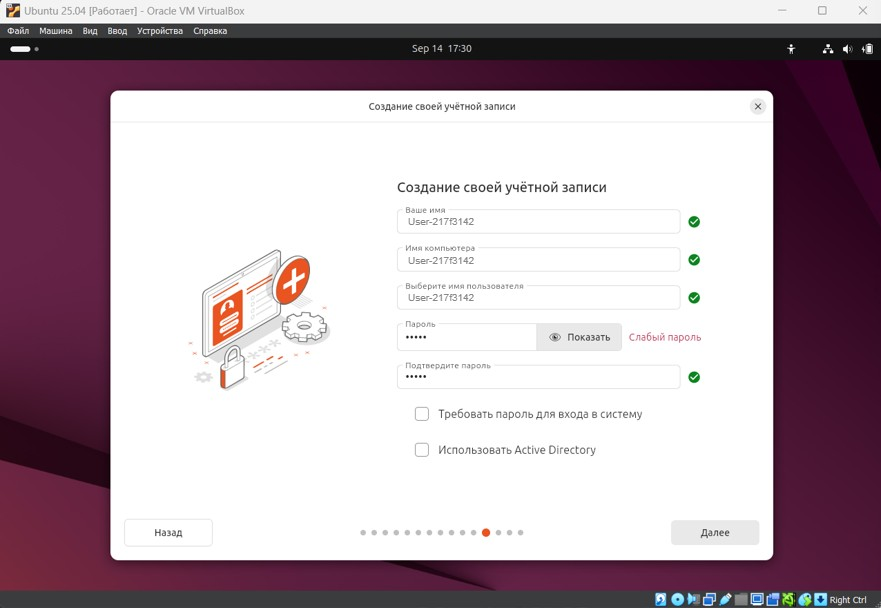 Ubuntu 25.04 [Работает] - Oracle VM VirtualBox
Файл Машина Вид Ввод Устройства Справка
Sep 14 17:30
Создание своей учётной записи
Создание своей учётной записи
Ваше имя
User-217f3142
Имя компьютера
User-217f3142
Выберите имя пользователя
User-217f3142
Пароль
••••• Показать Слабый пароль
Подтвердите пароль
•••••
Требовать пароль для входа в систему
Использовать Active Directory
Назад Далее
Right Ctrl